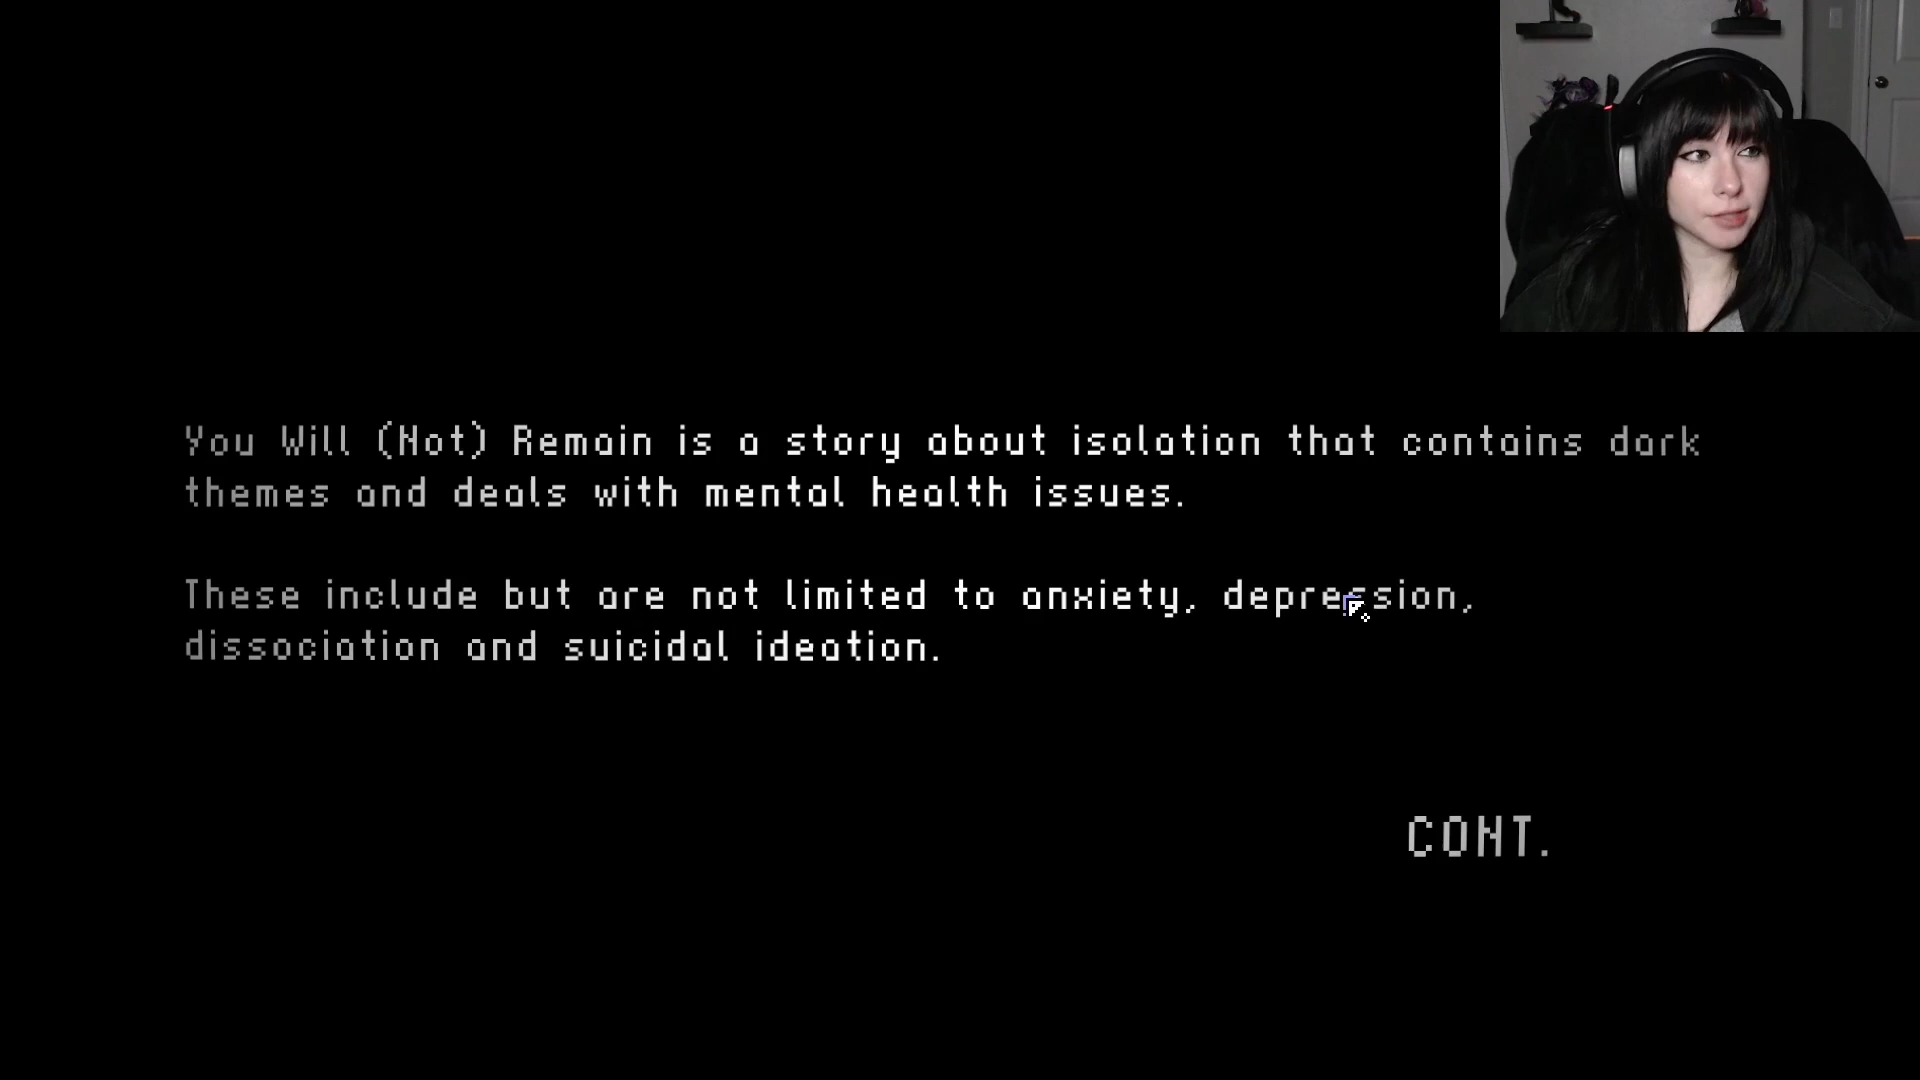 You Will (Not) Remain is a story about isolation that contains dark
themes and deals with mental health issues.
These include but are not limited to anxiety, depression,
dissociation and suicidal ideation.
CONT.